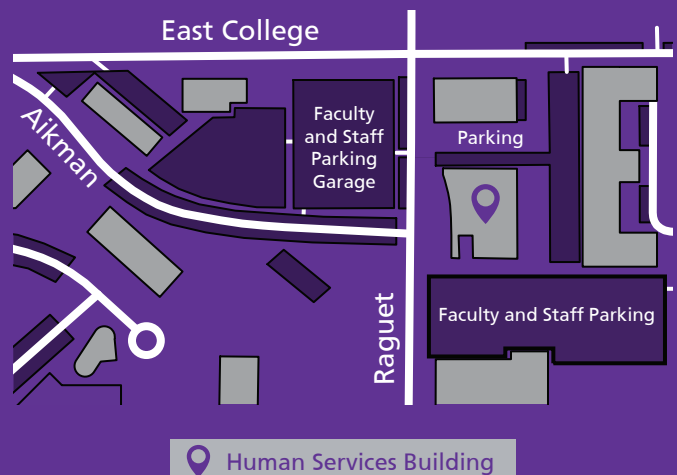 East College
Aikman
Faculty
and Staff
Parking
Garage
Parking
Raguet
Faculty and Staff Parking
Human Services Building